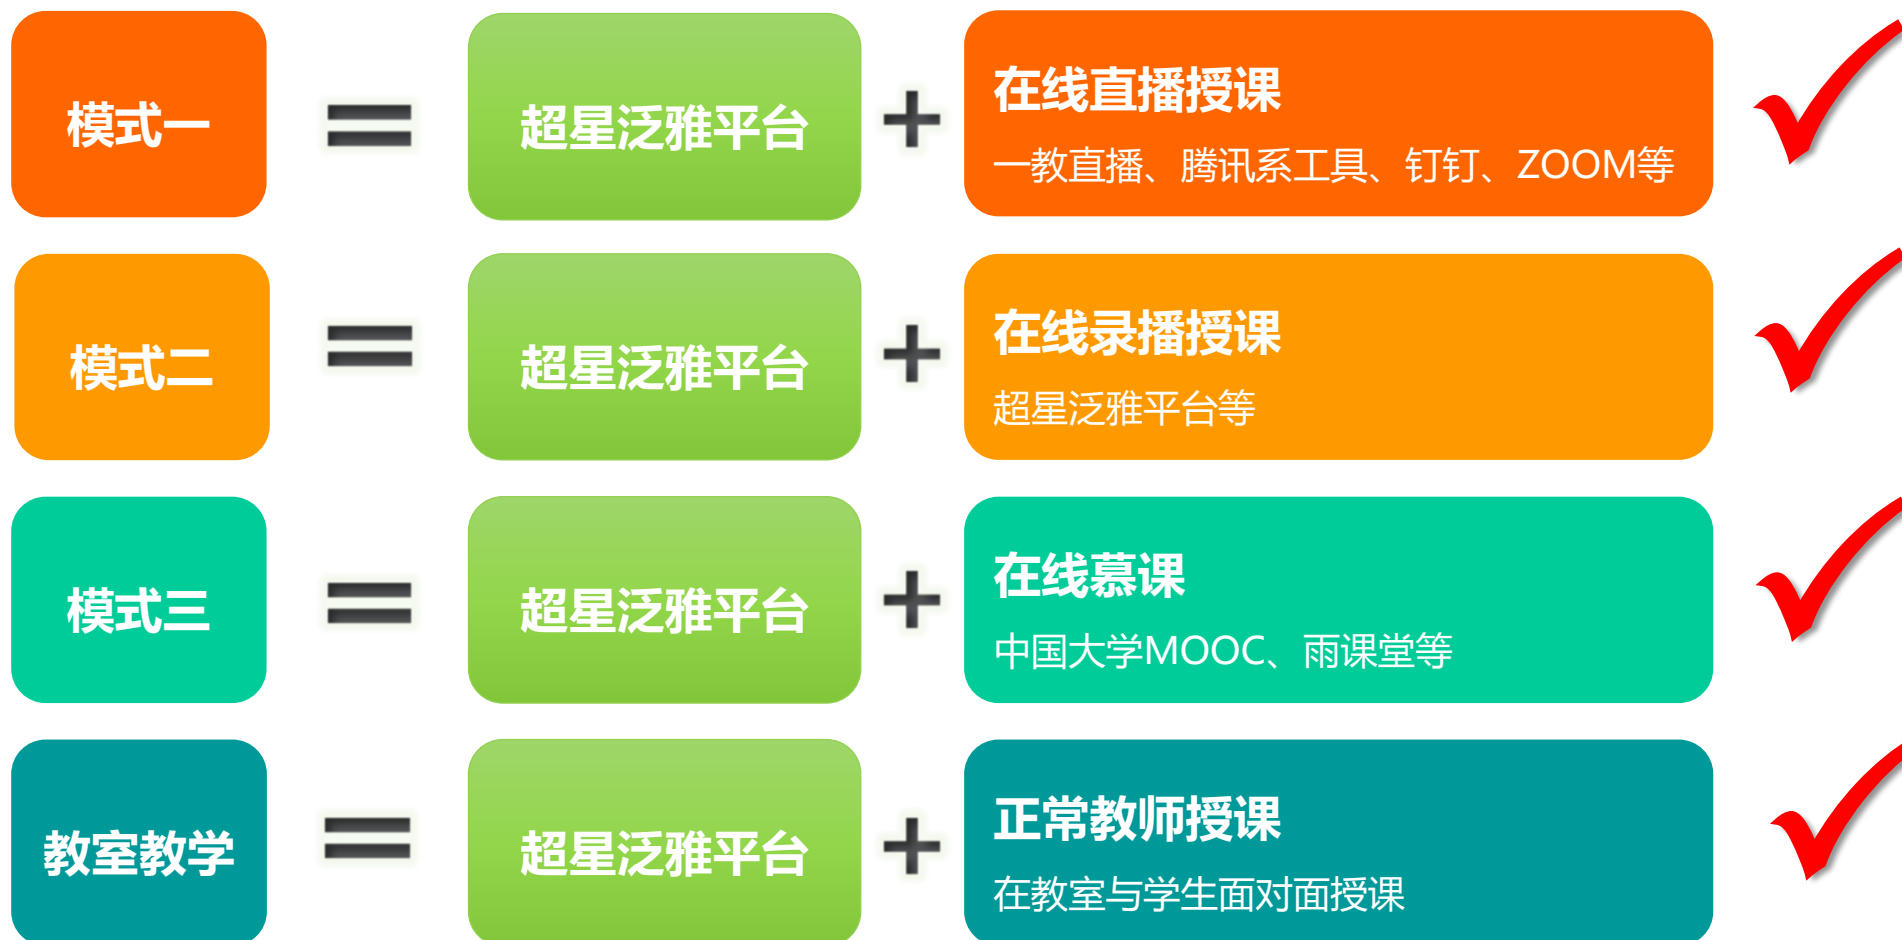 模式一
=
超星泛雅平台
+
在线直播授课
一教直播、腾讯系工具、钉钉、ZOOM等
模式二
=
超星泛雅平台
+
在线录播授课
超星泛雅平台等
模式三
=
超星泛雅平台
+
在线慕课
中国大学MOOC、雨课堂等
教室教学
=
超星泛雅平台
+
正常教师授课
在教室与学生面对面授课